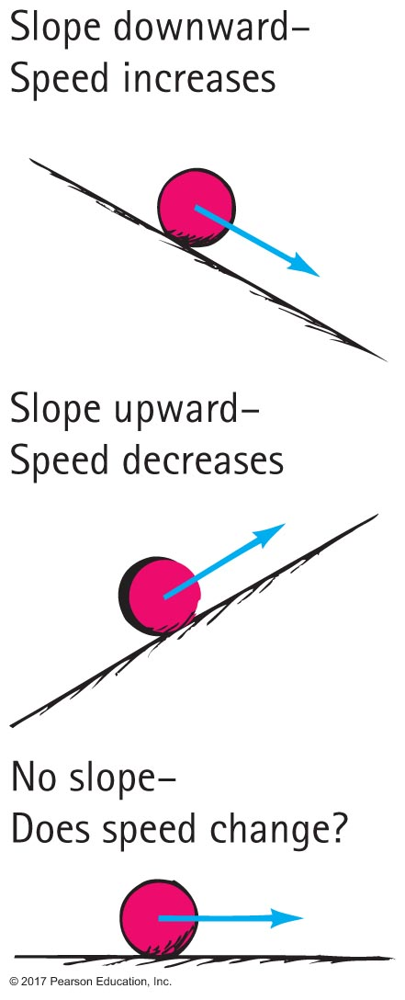 Slope downward–
Speed increases
Slope upward–
Speed decreases
No slope–
Does speed change?
© 2017 Pearson Education, Inc.